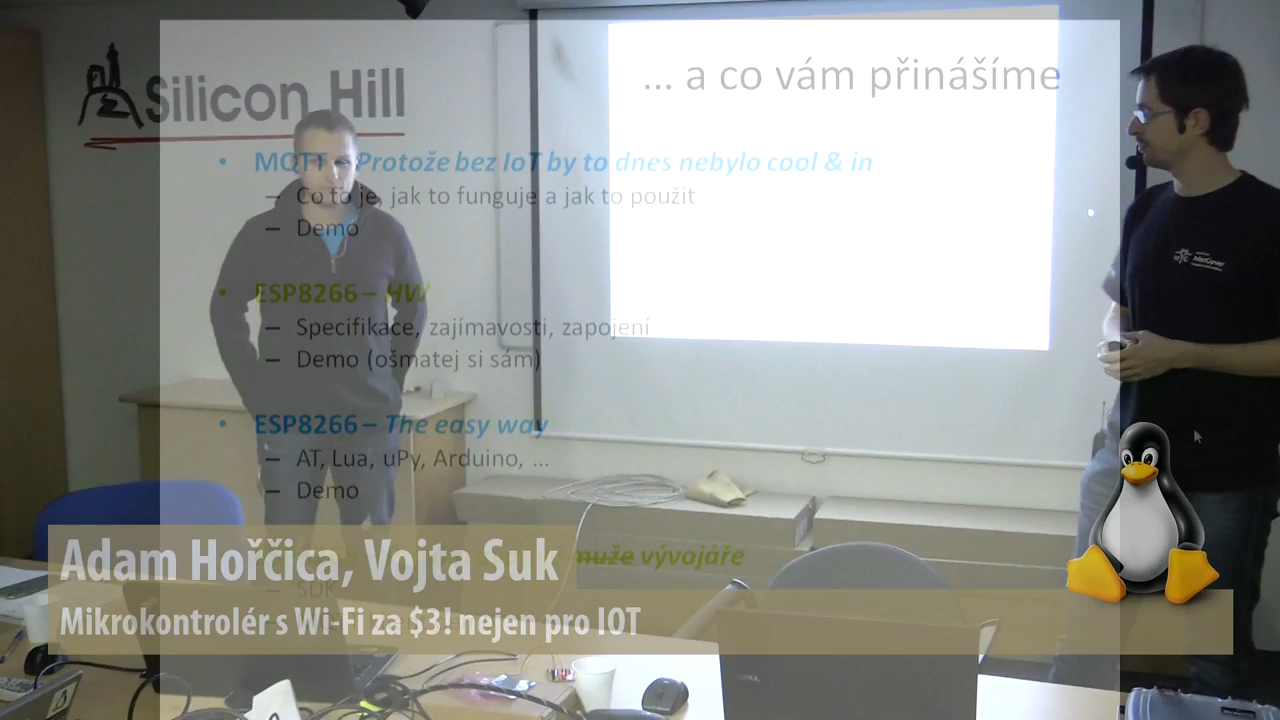 Silicon Hill
... a co vám přinášíme
• MQTT – Protože bez IoT by to dnes nebylo cool & in
– Co to je, jak to funguje a jak to použit
– Demo
• ESP8266 – HW
– Specifikace, zajímavosti, zapojení
– Demo (ošmatej si sám)
• ESP8266 – The easy way
– AT, Lua, uPy, Arduino, ...
– Demo
muže vývojáře
– SDK
Adam Hořčica, Vojta Suk
Mikrokontrolér s Wi-Fi za $3! nejen pro IOT